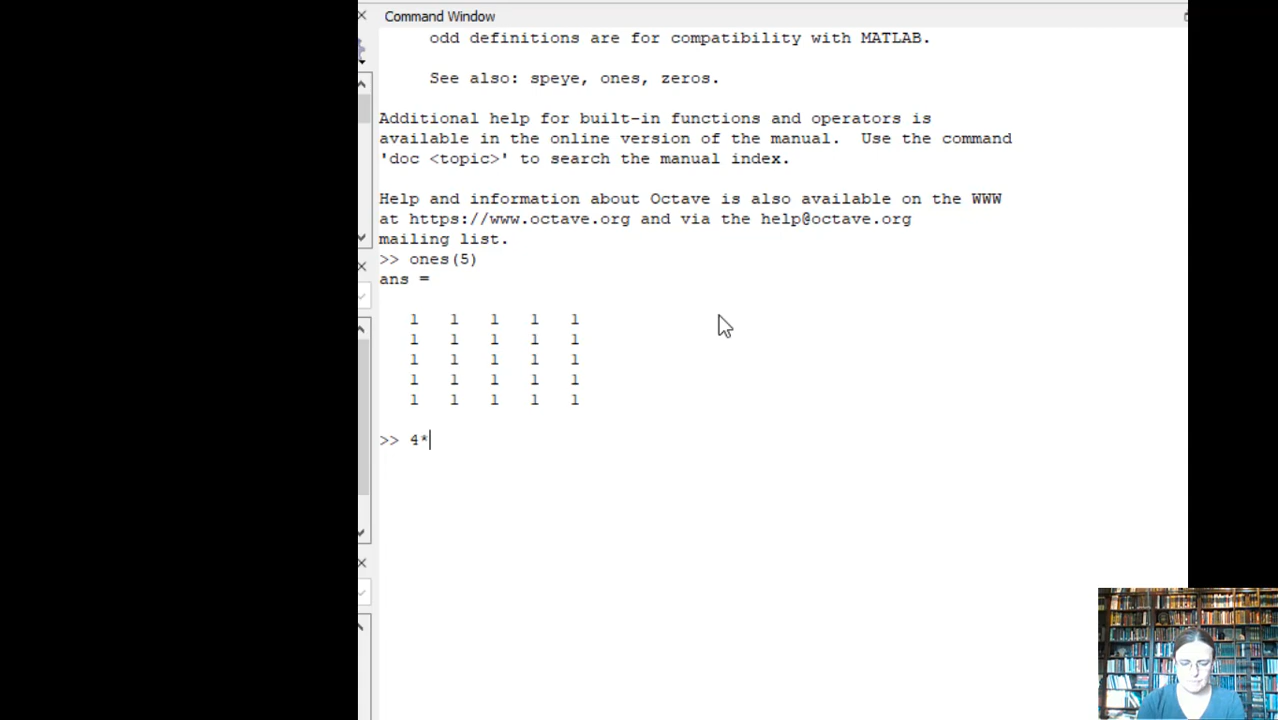 Command Window
odd definitions are for compatibility with MATLAB.
See also: speye, ones, zeros.
Additional help for built-in functions and operators is
available in the online version of the manual.  Use the command
'doc <topic>' to search the manual index.
Help and information about Octave is also available on the WWW
at https://www.octave.org and via the help@octave.org
mailing list.
>> ones(5)
ans =
1 1 1 1 1
1 1 1 1 1
1 1 1 1 1
1 1 1 1 1
1 1 1 1 1
>> 4*